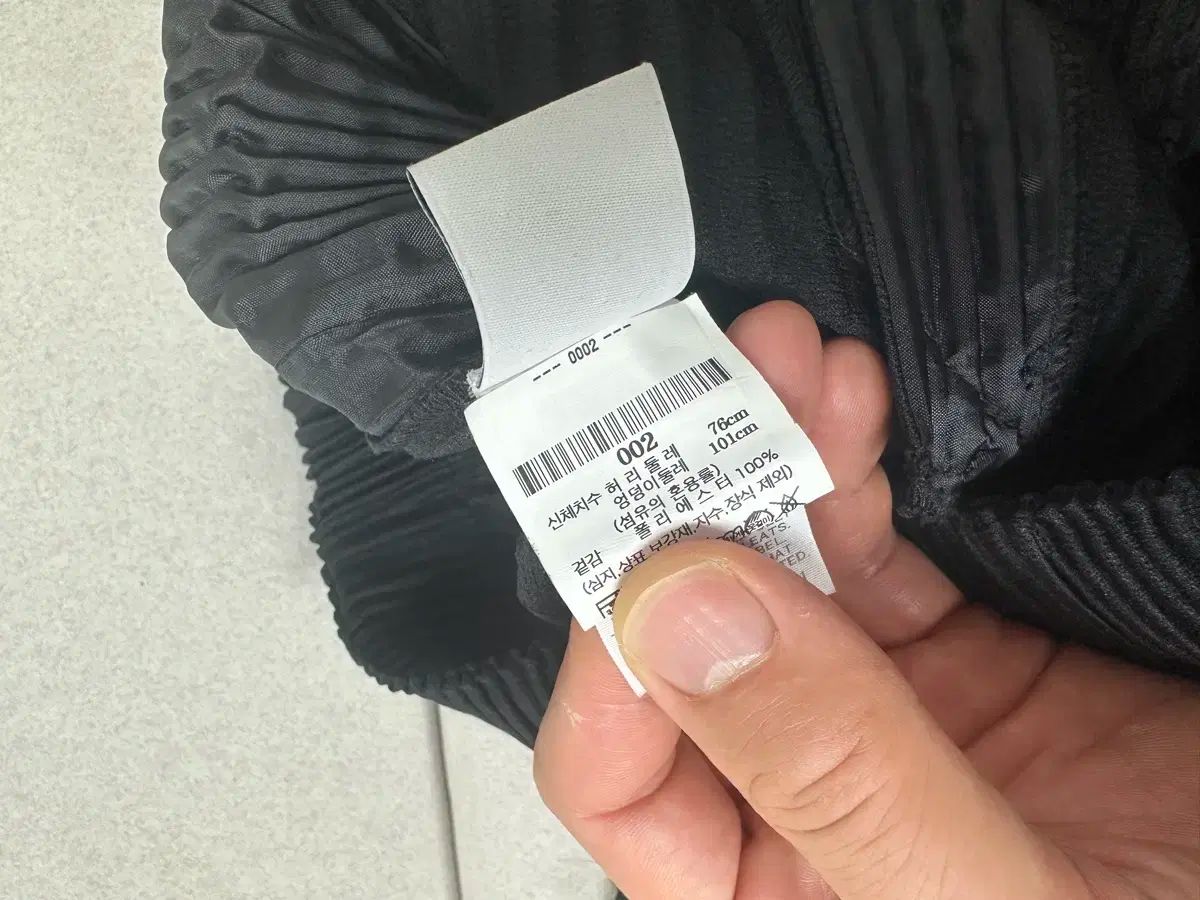 --- 0002 ---
002
신체치수 허 리 둘 레 76cm
엉덩이둘레 101cm
(섬유의 혼용률)
겉감 폴 리 에 스 터 100%
(심지,상표,보강재,자수,장식 제외)
EATS.